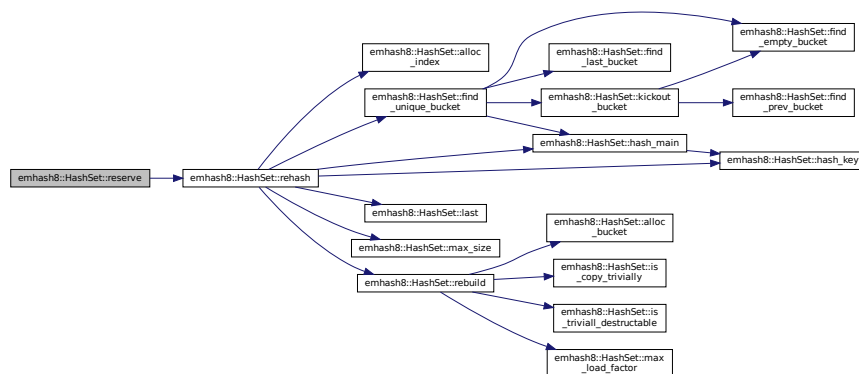 emhash8::HashSet::reserve
emhash8::HashSet::rehash
emhash8::HashSet::alloc
_index
emhash8::HashSet::find
_unique_bucket
emhash8::HashSet::last
emhash8::HashSet::max_size
emhash8::HashSet::rebuild
emhash8::HashSet::find
_last_bucket
emhash8::HashSet::kickout
_bucket
emhash8::HashSet::hash_main
emhash8::HashSet::alloc
_bucket
emhash8::HashSet::is
_copy_trivially
emhash8::HashSet::is
_triviall_destructable
emhash8::HashSet::max
_load_factor
emhash8::HashSet::find
_empty_bucket
emhash8::HashSet::find
_prev_bucket
emhash8::HashSet::hash_key